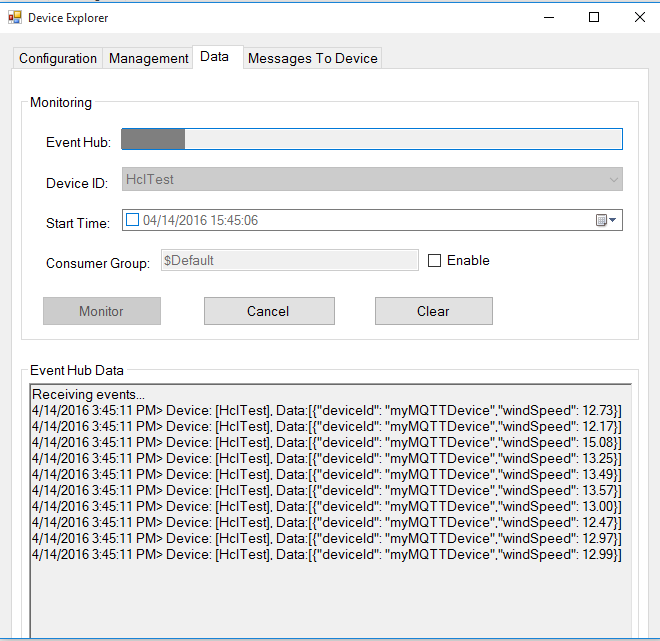 Device Explorer
Configuration Management Data Messages To Device
Monitoring
Event Hub:
Device ID: HclTest
Start Time: 04/14/2016 15:45:06
Consumer Group: $Default Enable
Monitor Cancel Clear
Event Hub Data
Receiving events...
4/14/2016 3:45:11 PM> Device: [HclTest], Data:[{"deviceId": "myMQTTDevice","windSpeed": 12.73}]
4/14/2016 3:45:11 PM> Device: [HclTest], Data:[{"deviceId": "myMQTTDevice","windSpeed": 12.17}]
4/14/2016 3:45:11 PM> Device: [HclTest], Data:[{"deviceId": "myMQTTDevice","windSpeed": 15.08}]
4/14/2016 3:45:11 PM> Device: [HclTest], Data:[{"deviceId": "myMQTTDevice","windSpeed": 13.25}]
4/14/2016 3:45:11 PM> Device: [HclTest], Data:[{"deviceId": "myMQTTDevice","windSpeed": 13.49}]
4/14/2016 3:45:11 PM> Device: [HclTest], Data:[{"deviceId": "myMQTTDevice","windSpeed": 13.57}]
4/14/2016 3:45:11 PM> Device: [HclTest], Data:[{"deviceId": "myMQTTDevice","windSpeed": 13.00}]
4/14/2016 3:45:11 PM> Device: [HclTest], Data:[{"deviceId": "myMQTTDevice","windSpeed": 12.47}]
4/14/2016 3:45:11 PM> Device: [HclTest], Data:[{"deviceId": "myMQTTDevice","windSpeed": 12.97}]
4/14/2016 3:45:11 PM> Device: [HclTest], Data:[{"deviceId": "myMQTTDevice","windSpeed": 12.99}]